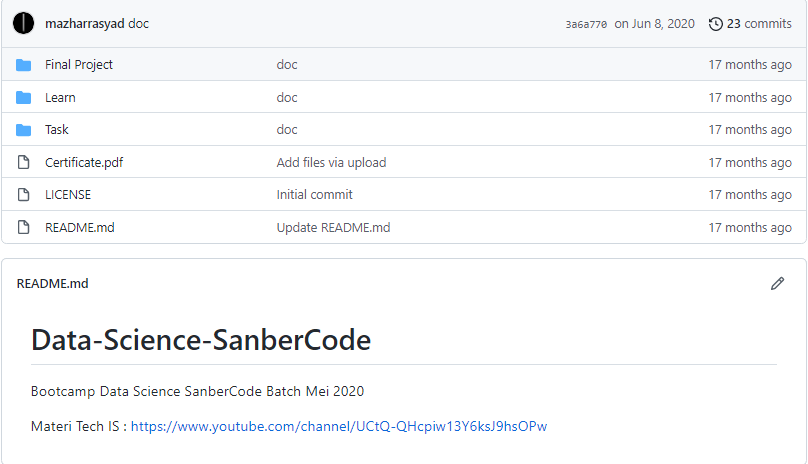 mazharrasyad doc 3a6a770 on Jun 8, 2020 23 commits
Final Project doc 17 months ago
Learn doc 17 months ago
Task doc 17 months ago
Certificate.pdf Add files via upload 17 months ago
LICENSE Initial commit 17 months ago
README.md Update README.md 17 months ago
README.md
Data-Science-SanberCode
Bootcamp Data Science SanberCode Batch Mei 2020
Materi Tech IS : https://www.youtube.com/channel/UCtQ-QHcpiw13Y6ksJ9hsOPw